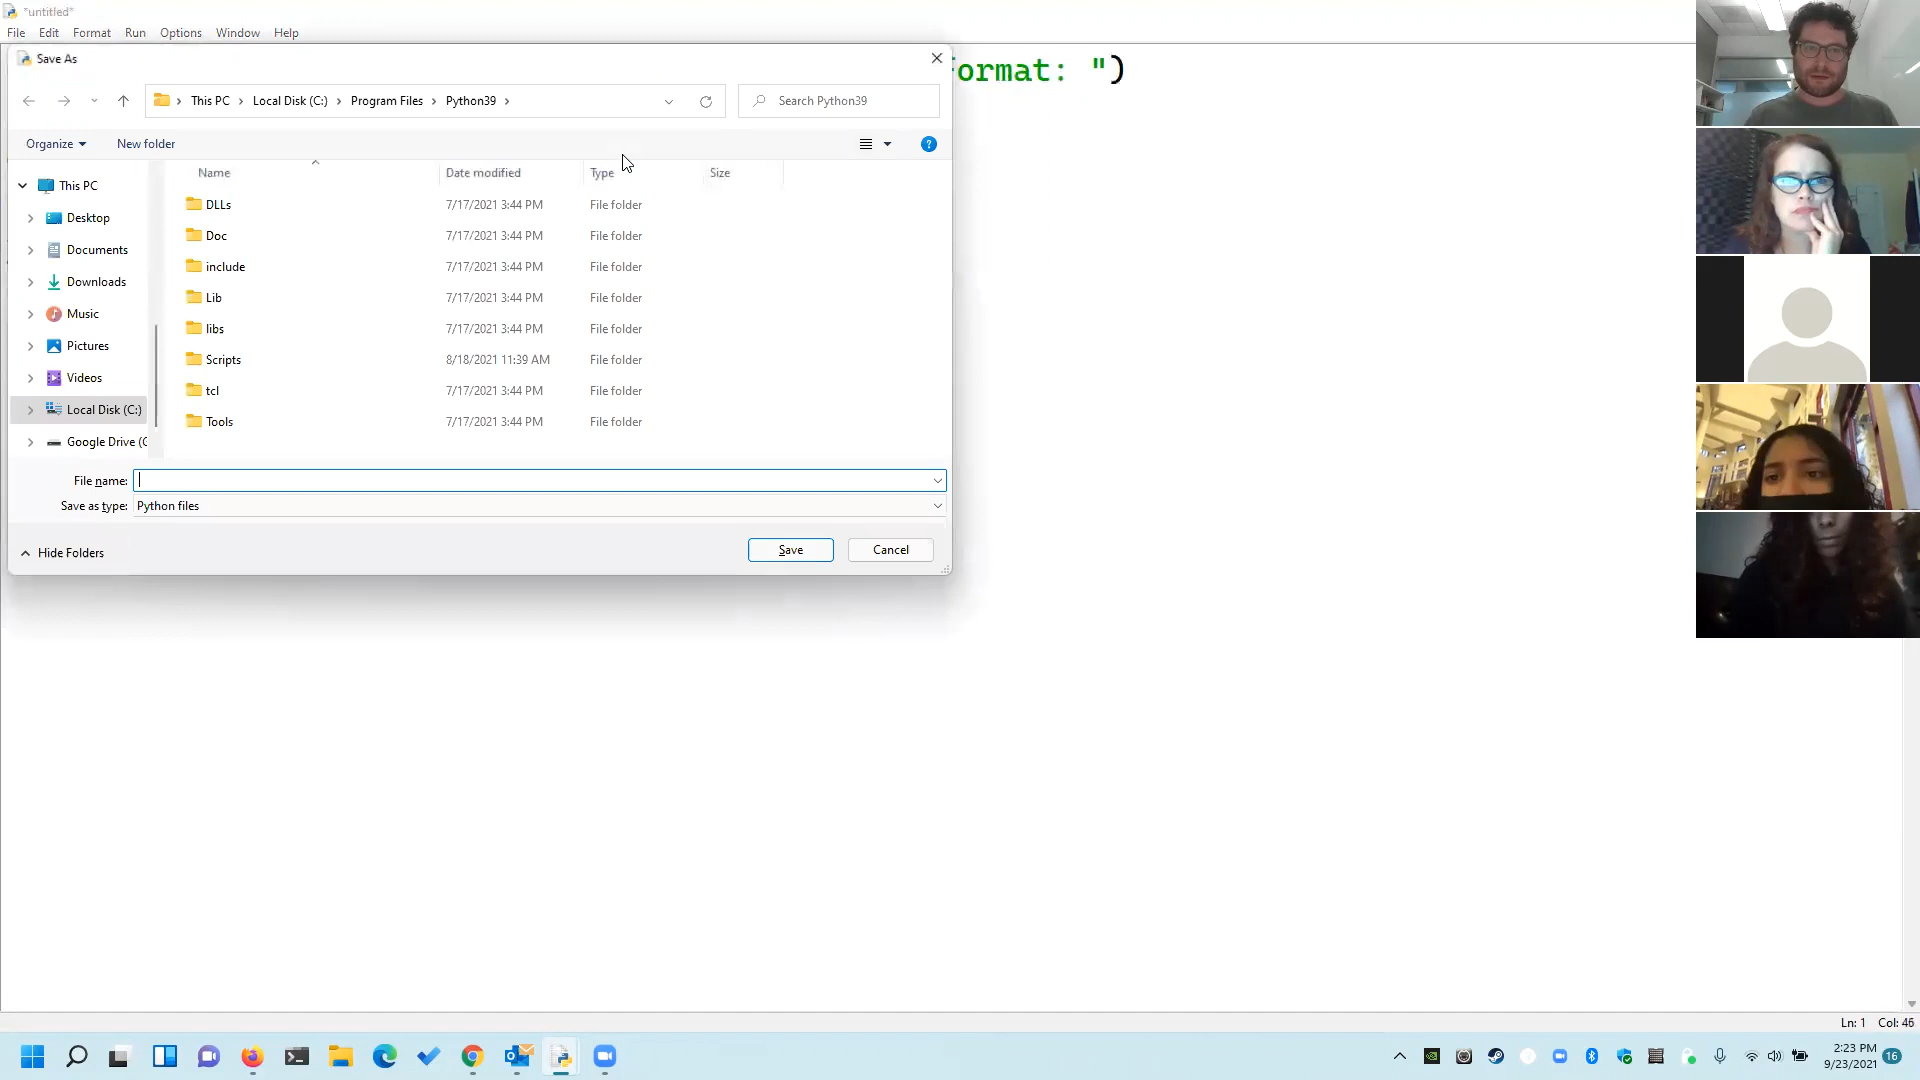 *untitled*
File Edit Format Run Options Window Help
Save As
ormat: ")
This PC Local Disk (C:) Program Files Python39
Search Python39
Organize New folder
Name Date modified Type Size
This PC
Desktop
Documents
Downloads
Music
Pictures
Videos
Local Disk (C:)
Google Drive (G
DLLs 7/17/2021 3:44 PM File folder
Doc 7/17/2021 3:44 PM File folder
include 7/17/2021 3:44 PM File folder
Lib 7/17/2021 3:44 PM File folder
libs 7/17/2021 3:44 PM File folder
Scripts 8/18/2021 11:39 AM File folder
tcl 7/17/2021 3:44 PM File folder
Tools 7/17/2021 3:44 PM File folder
File name:
Save as type: Python files
Hide Folders
Save Cancel
Ln: 1 Col: 46
2:23 PM
9/23/2021
16